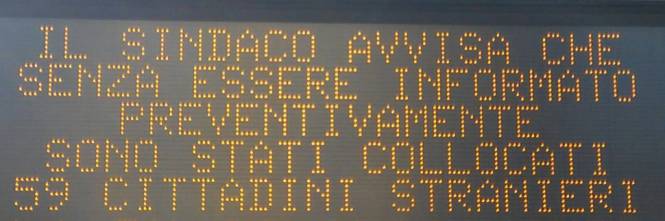 IL SINDACO AVVISA CHE
SENZA ESSERE INFORMATO
PREVENTIVAMENTE
SONO STATI COLLOCATI
59 CITTADINI STRANIERI